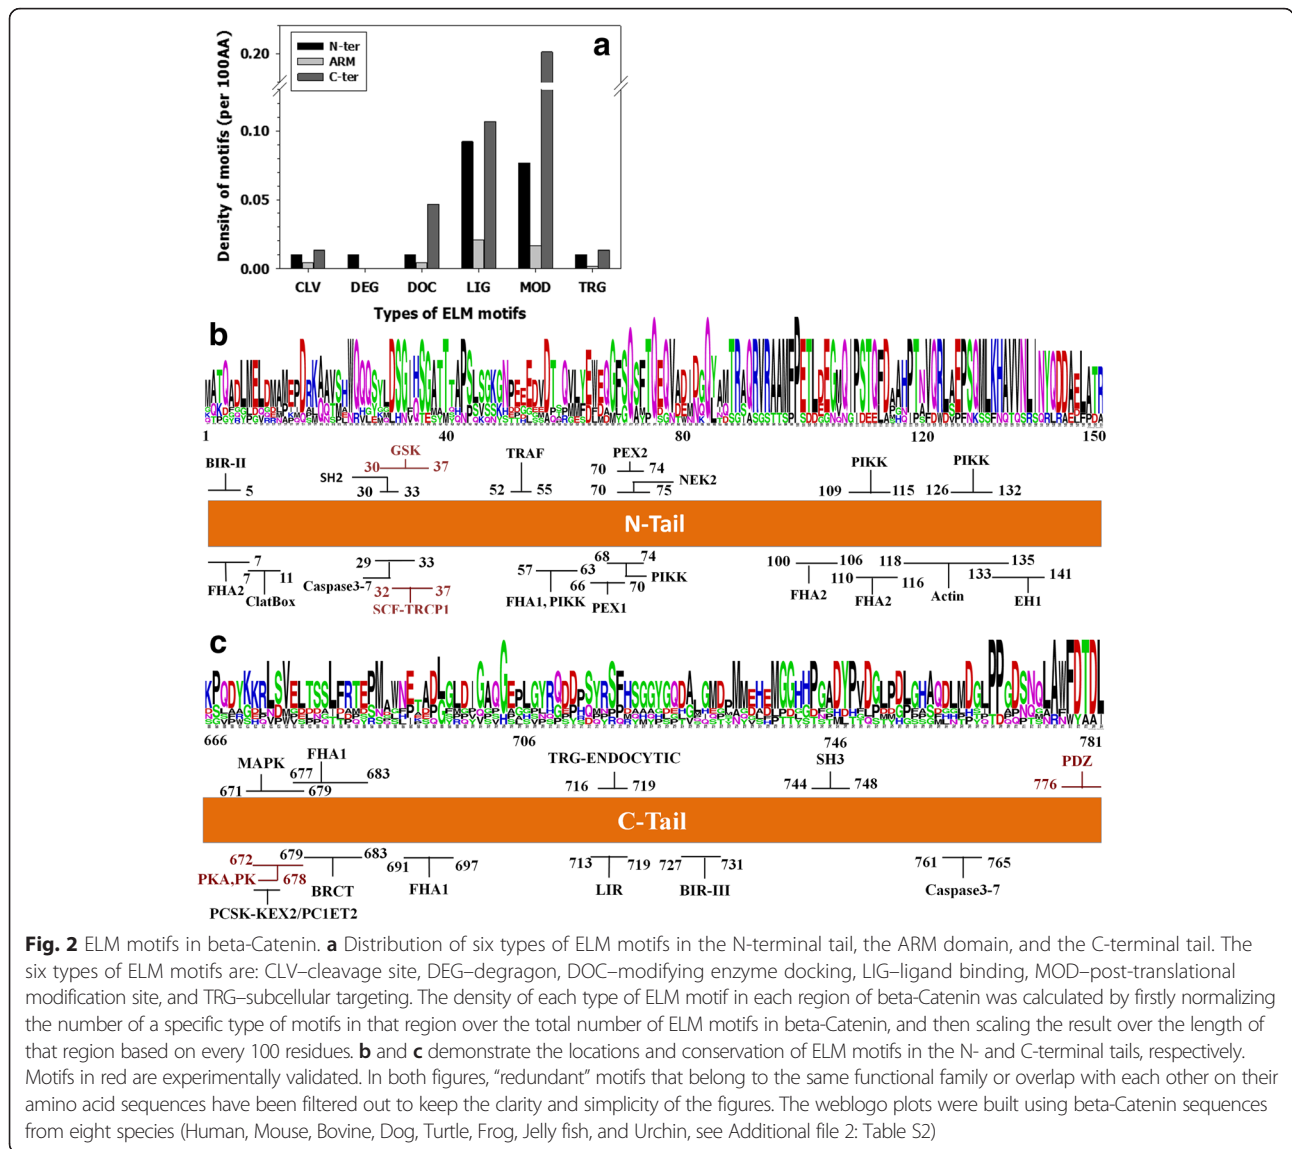 a
N-ter
ARM
C-ter
Density of motifs (per 100AA)
0.20
0.10
0.05
0.00
CLV DEG DOC LIG MOD TRG
Types of ELM motifs
b
1 40 80 120 150
BIR-II
5
SH2
30 33
GSK
30 37
TRAF
52 55
PEX2
70 74
70 75
NEK2
PIKK
109 115
PIKK
126 132
N-Tail
7
FHA2
7 11
ClatBox
29 33
Caspase3-7
32 37
SCF-TRCP1
57 63
FHA1, PIKK
68 74
PIKK
66 70
PEX1
100 106
FHA2
110 116
FHA2
118 135
Actin
133 141
EH1
c
666 706 746 781
MAPK
671 679
FHA1
677 683
TRG-ENDOCYTIC
716 719
SH3
744 748
PDZ
776
C-Tail
672
PKA,PK 678
PCSK-KEX2/PC1ET2
679 683
BRCT
691 697
FHA1
713 719
LIR
727 731
BIR-III
761 765
Caspase3-7
Fig. 2 ELM motifs in beta-Catenin. a Distribution of six types of ELM motifs in the N-terminal tail, the ARM domain, and the C-terminal tail. The
six types of ELM motifs are: CLV–cleavage site, DEG–degragon, DOC–modifying enzyme docking, LIG–ligand binding, MOD–post-translational
modification site, and TRG–subcellular targeting. The density of each type of ELM motif in each region of beta-Catenin was calculated by firstly normalizing
the number of a specific type of motifs in that region over the total number of ELM motifs in beta-Catenin, and then scaling the result over the length of
that region based on every 100 residues. b and c demonstrate the locations and conservation of ELM motifs in the N- and C-terminal tails, respectively.
Motifs in red are experimentally validated. In both figures, “redundant” motifs that belong to the same functional family or overlap with each other on their
amino acid sequences have been filtered out to keep the clarity and simplicity of the figures. The weblogo plots were built using beta-Catenin sequences
from eight species (Human, Mouse, Bovine, Dog, Turtle, Frog, Jelly fish, and Urchin, see Additional file 2: Table S2)